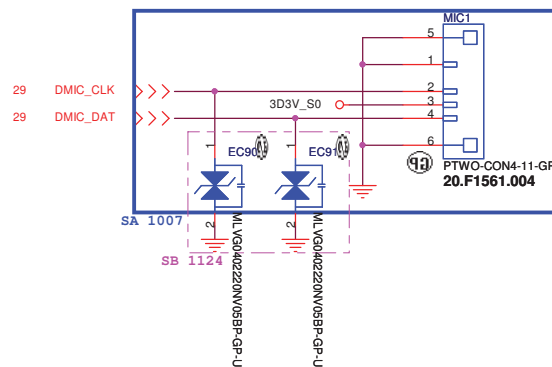 MIC1
5
1
29 DMIC_CLK
2
3D3V_S0
3
29 DMIC_DAT
4
1
EC90
1
EC91
6
GP
PTWO-CON4-11-GP
20.F1561.004
2
2
SA 1007
SB 1124
MLVG0402220NV05BP-GP-U
MLVG0402220NV05BP-GP-U